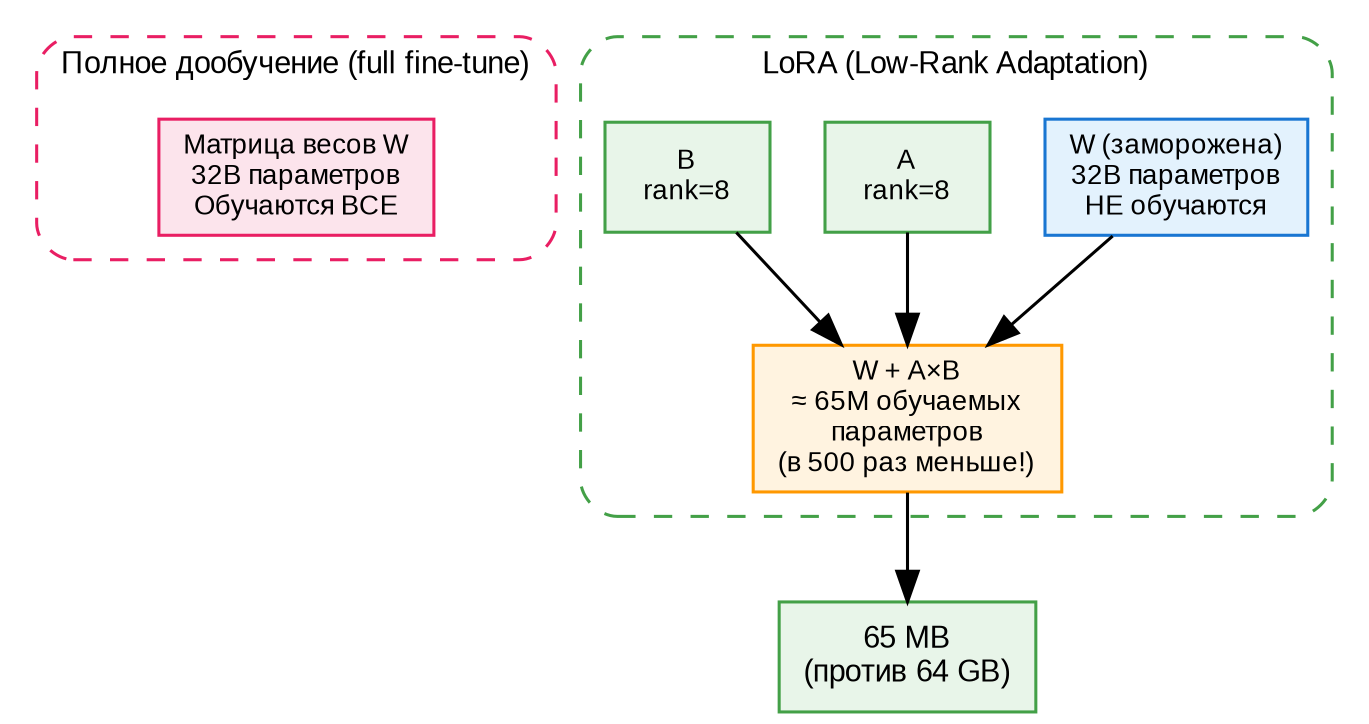 Полное дообучение (full fine-tune)
Матрица весов W
32B параметров
Обучаются ВСЕ
LoRA (Low-Rank Adaptation)
B
rank=8
A
rank=8
W (заморожена)
32B параметров
НЕ обучаются
W + A×B
≈ 65M обучаемых
параметров
(в 500 раз меньше!)
65 MB
(против 64 GB)